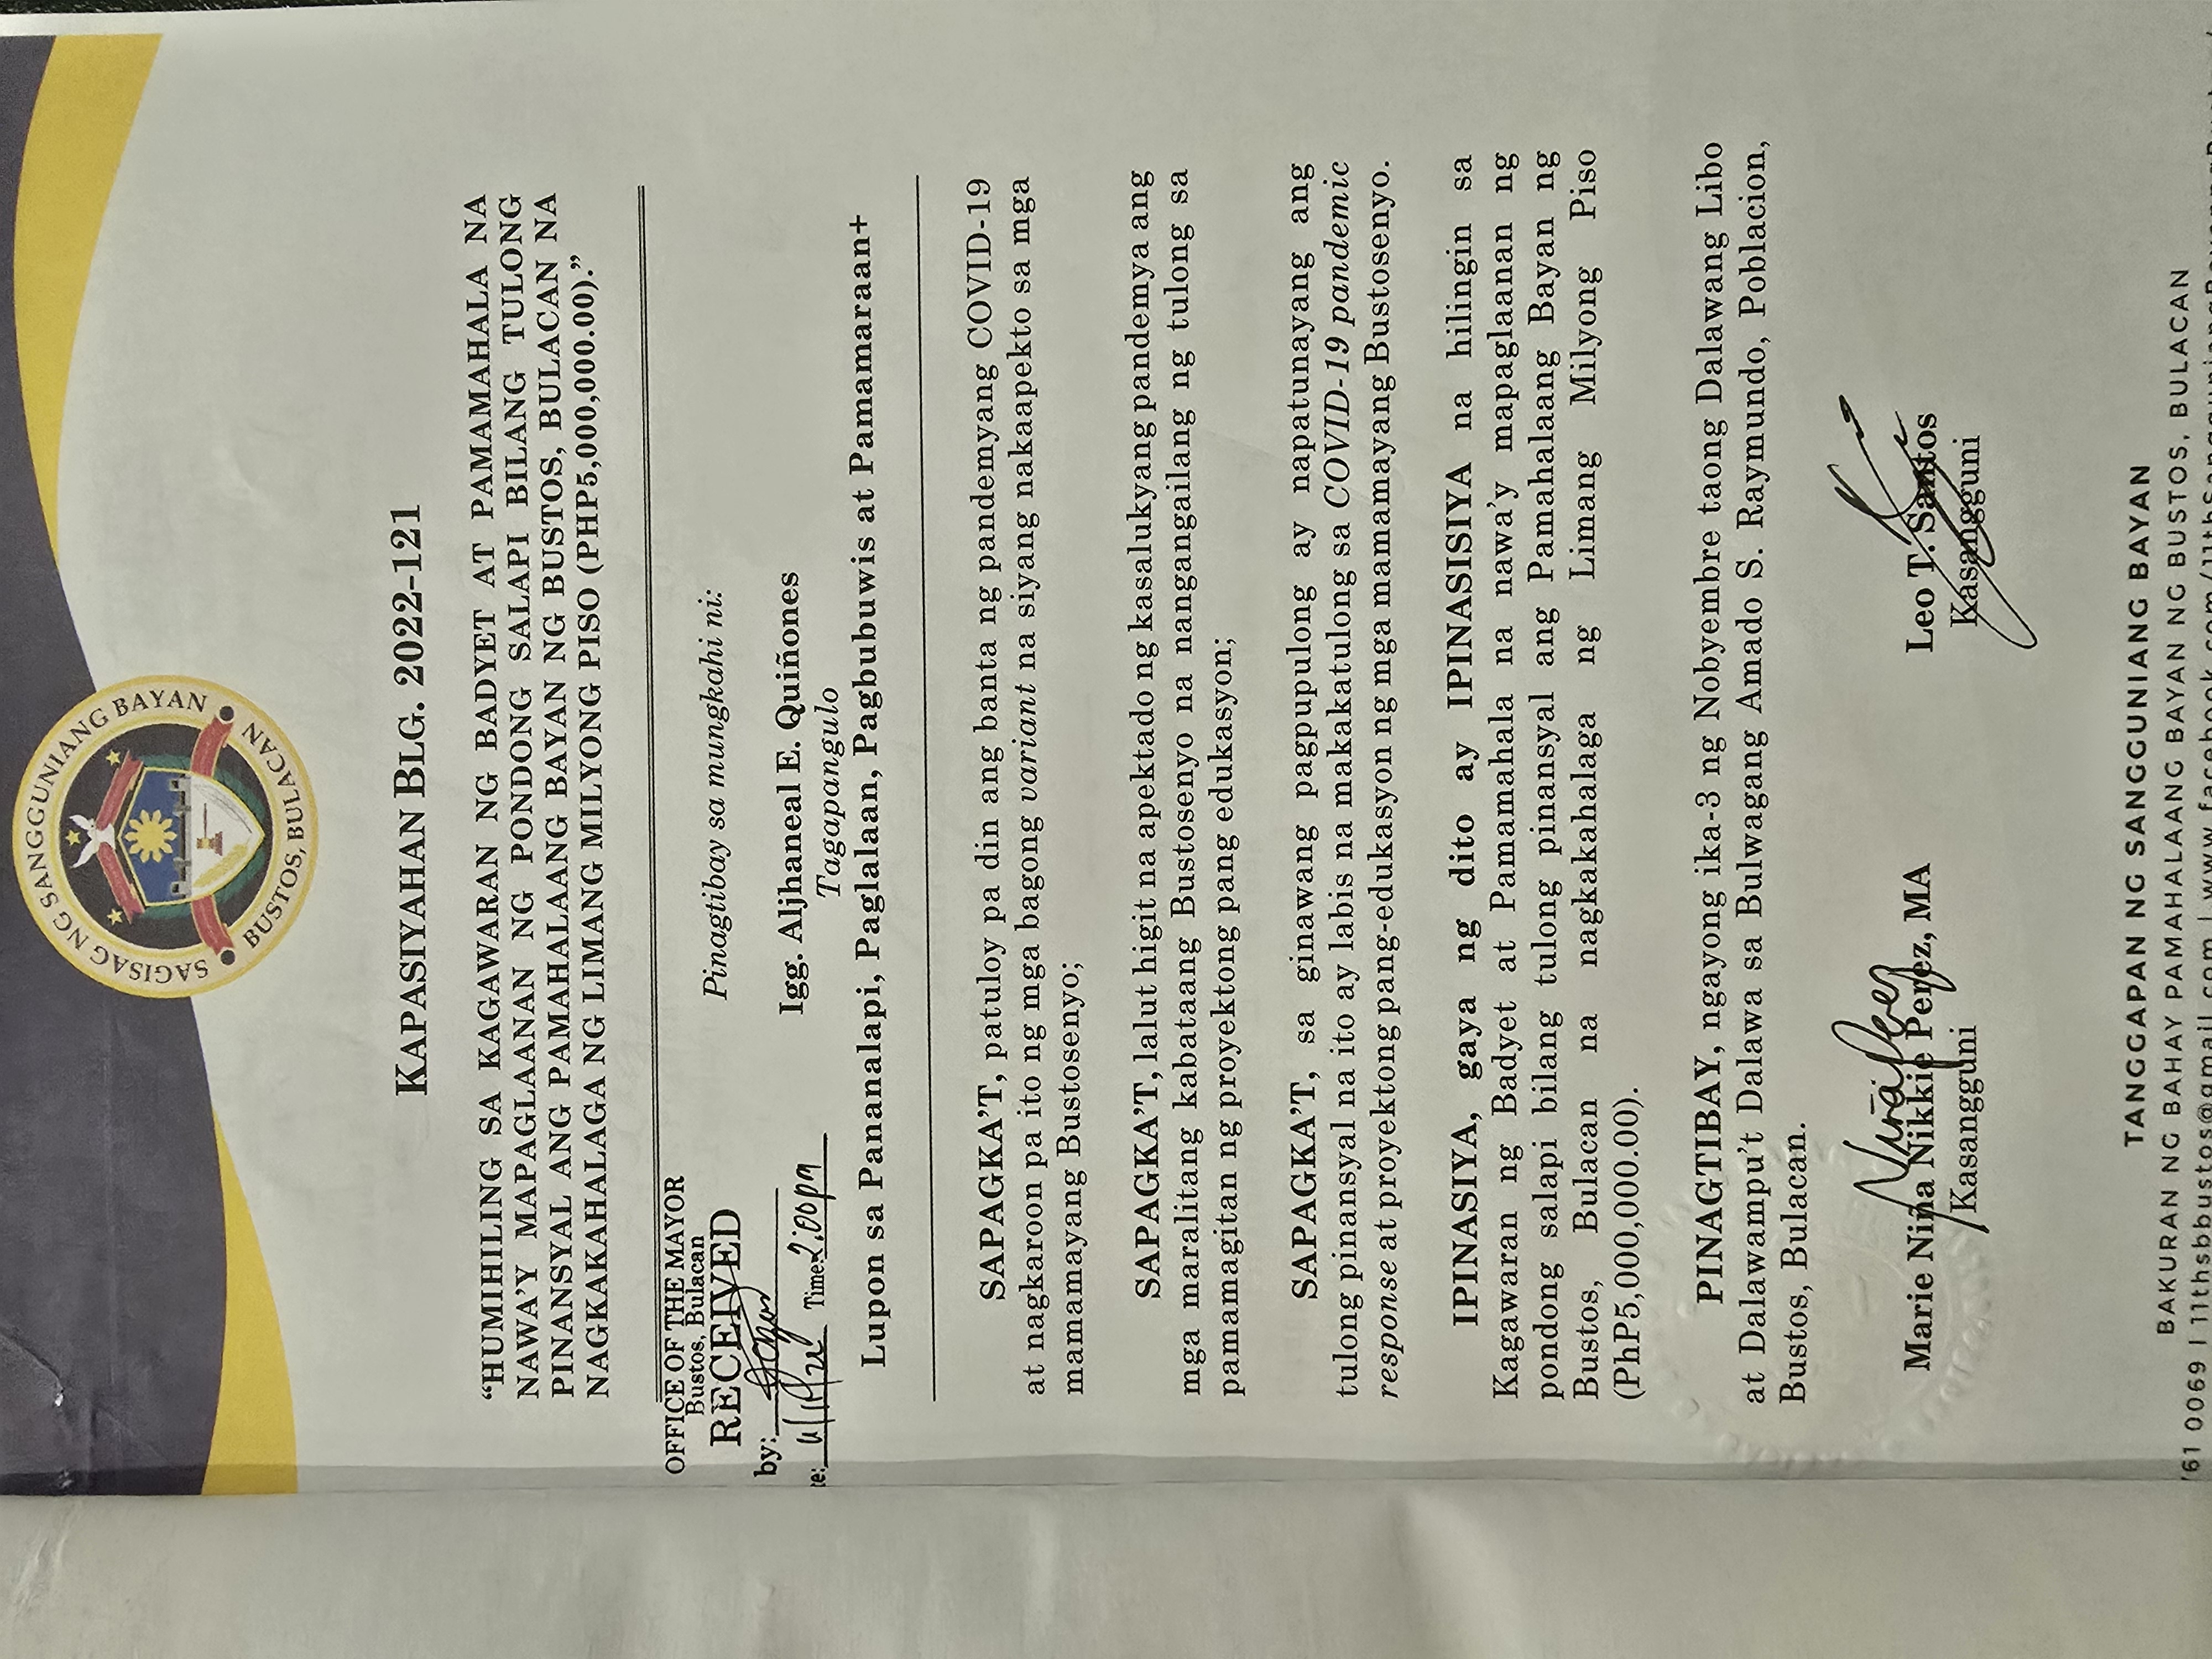 SAGISAG NG SANGGUNIANG BAYAN
BUSTOS, BULACAN
KAPASIYAHAN BLG. 2022-121
“HUMIHILING SA KAGAWARAN NG BADYET AT PAMAMAHALA NA
NAWA’Y MAPAGLAANAN NG PONDONG SALAPI BILANG TULONG
PINANSYAL ANG PAMAHALAANG BAYAN NG BUSTOS, BULACAN NA
NAGKAKAHALAGA NG LIMANG MILYONG PISO (PHP5,000,000.00).”
OFFICE OF THE MAYOR
Bustos, Bulacan
RECEIVED
by:
Time: 2:00pm
Pinagtibay sa mungkahi ni:
Igg. Aljhaneal E. Quiñones
Tagapangulo
Lupon sa Pananalapi, Paglalaan, Pagbubuwis at Pamamaraan+
SAPAGKA’T, patuloy pa din ang banta ng pandemyang COVID-19
at nagkaroon pa ito ng mga bagong variant na siyang nakaapekto sa mga
mamamayang Bustosenyo;
SAPAGKA’T, lalut higit na apektado ng kasalukyang pandemya ang
mga maralitang kabataang Bustosenyo na nangangailang ng tulong sa
pamamagitan ng proyektong pang edukasyon;
SAPAGKA’T, sa ginawang pagpupulong ay napatunayang ang
tulong pinansyal na ito ay labis na makakatulong sa COVID-19 pandemic
response at proyektong pang-edukasyon ng mga mamamayang Bustosenyo.
IPINASIYA, gaya ng dito ay IPINASISIYA na hilingin sa
Kagawaran ng Badyet at Pamamahala na nawa’y mapaglaanan ng
pondong salapi bilang tulong pinansyal ang Pamahalaang Bayan ng
Bustos, Bulacan na nagkakahalaga ng Limang Milyong Piso
(PhP5,000,000.00).
PINAGTIBAY, ngayong ika-3 ng Nobyembre taong Dalawang Libo
at Dalawampu’t Dalawa sa Bulwagang Amado S. Raymundo, Poblacion,
Bustos, Bulacan.
Marie Niña Nikkie Perez, MA
Kasangguni
Leo T. Santos
Kasangguni
TANGGAPAN NG SANGGUNIANG BAYAN
BAKURAN NG BAHAY PAMAHALAANG BAYAN NG BUSTOS, BULACAN
61 0069 | 11thsbbustos@gmail.com | www.facebook.com/